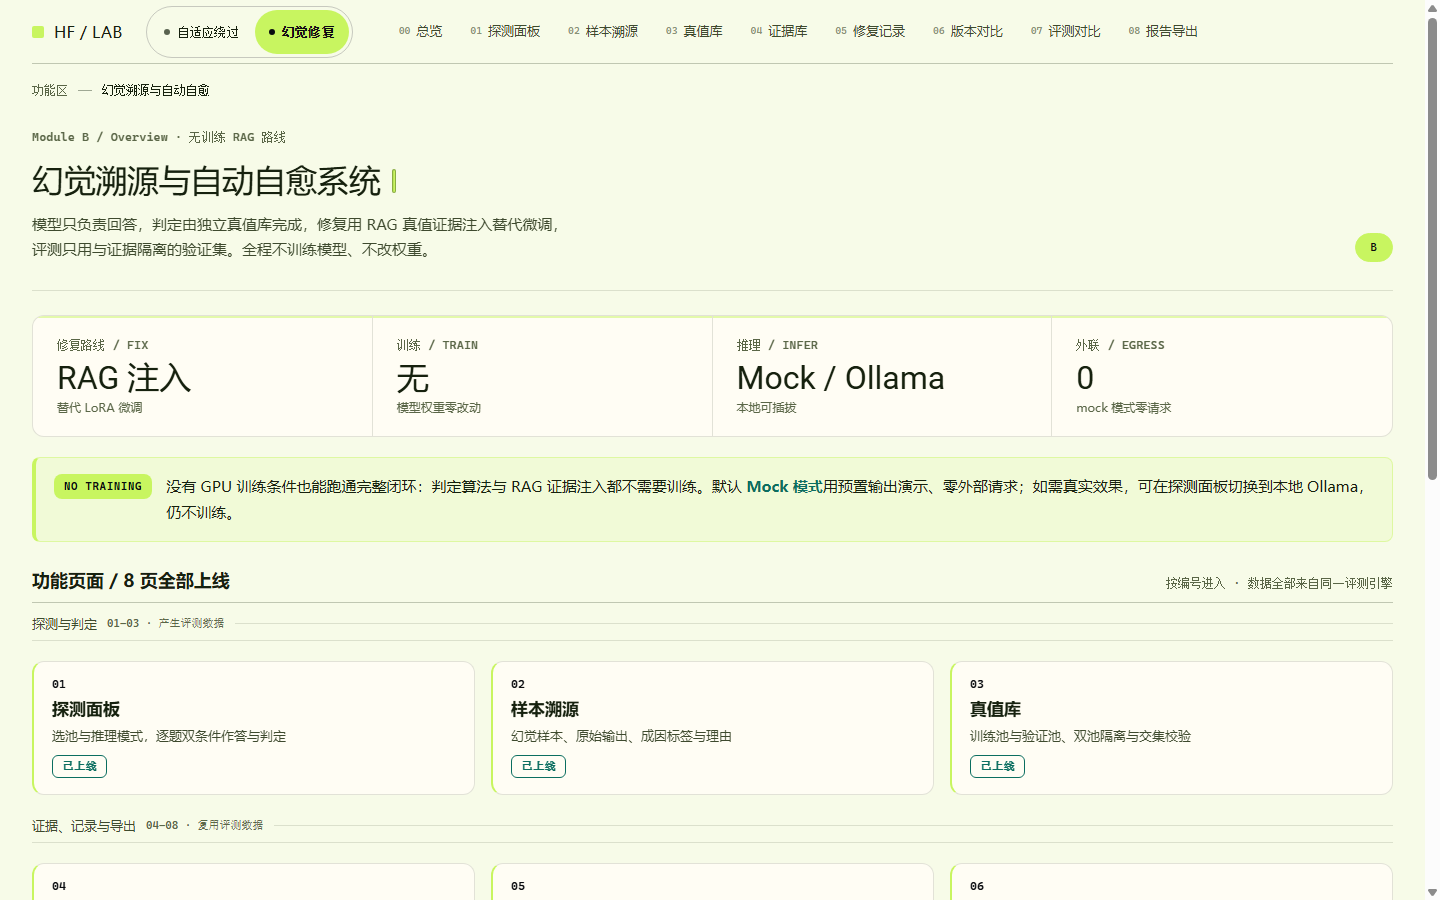 HF / LAB
自适应绕过
幻觉修复
00 总览
01 探测面板
02 样本溯源
03 真值库
04 证据库
05 修复记录
06 版本对比
07 评测对比
08 报告导出
功能区 — 幻觉溯源与自动自愈
Module B / Overview · 无训练 RAG 路线
幻觉溯源与自动自愈系统
模型只负责回答，判定由独立真值库完成，修复用 RAG 真值证据注入替代微调，
评测只用与证据隔离的验证集。全程不训练模型、不改权重。
B
修复路线 / FIX
RAG 注入
替代 LoRA 微调
训练 / TRAIN
无
模型权重零改动
推理 / INFER
Mock / Ollama
本地可插拔
外联 / EGRESS
0
mock 模式零请求
NO TRAINING
没有 GPU 训练条件也能跑通完整闭环：判定算法与 RAG 证据注入都不需要训练。默认 Mock 模式用预置输出演示、零外部请求；如需真实效果，可在探测面板切换到本地 Ollama，
仍不训练。
功能页面 / 8 页全部上线
按编号进入 · 数据全部来自同一评测引擎
探测与判定 01–03 · 产生评测数据
01
探测面板
选池与推理模式，逐题双条件作答与判定
已上线
02
样本溯源
幻觉样本、原始输出、成因标签与理由
已上线
03
真值库
训练池与验证池、双池隔离与交集校验
已上线
证据、记录与导出 04–08 · 复用评测数据
04
05
06